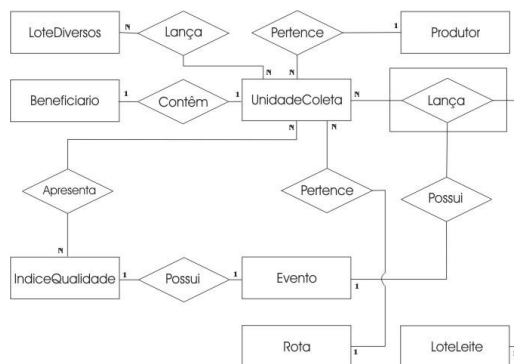 LoteDiversos N Lança Pertence 1 Produtor
N N
Beneficiario 1 Contêm 1 UnidadeColeta N Lança
N N
Apresenta Pertence Possui
N
IndiceQualidade 1 Possui 1 Evento 1
Rota 1 LoteLeite